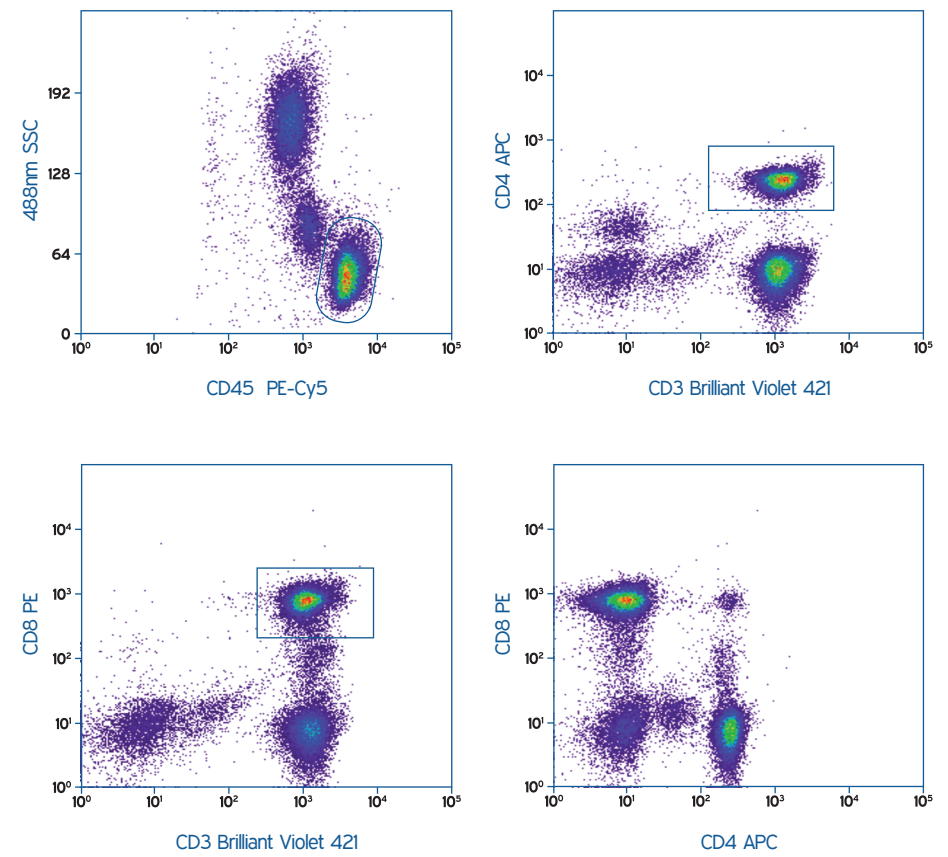 488nm SSC
192
128
64
0
10⁰ 10¹ 10² 10³ 10⁴ 10⁵
CD45 PE-Cy5
CD4 APC
10⁴
10³
10²
10¹
10⁰
10⁰ 10¹ 10² 10³ 10⁴ 10⁵
CD3 Brilliant Violet 421
CD8 PE
10⁴
10³
10²
10¹
10⁰
10⁰ 10¹ 10² 10³ 10⁴ 10⁵
CD3 Brilliant Violet 421
CD8 PE
10⁴
10³
10²
10¹
10⁰
10⁰ 10¹ 10² 10³ 10⁴ 10⁵
CD4 APC